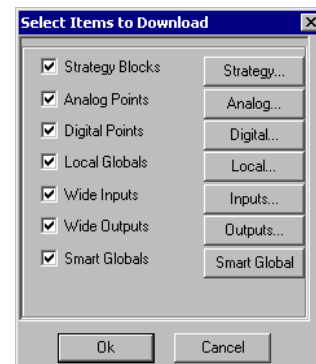 Select Items to Download
Strategy Blocks Strategy...
Analog Points Analog...
Digital Points Digital...
Local Globals Local...
Wide Inputs Inputs...
Wide Outputs Outputs...
Smart Globals Smart Global
Ok Cancel